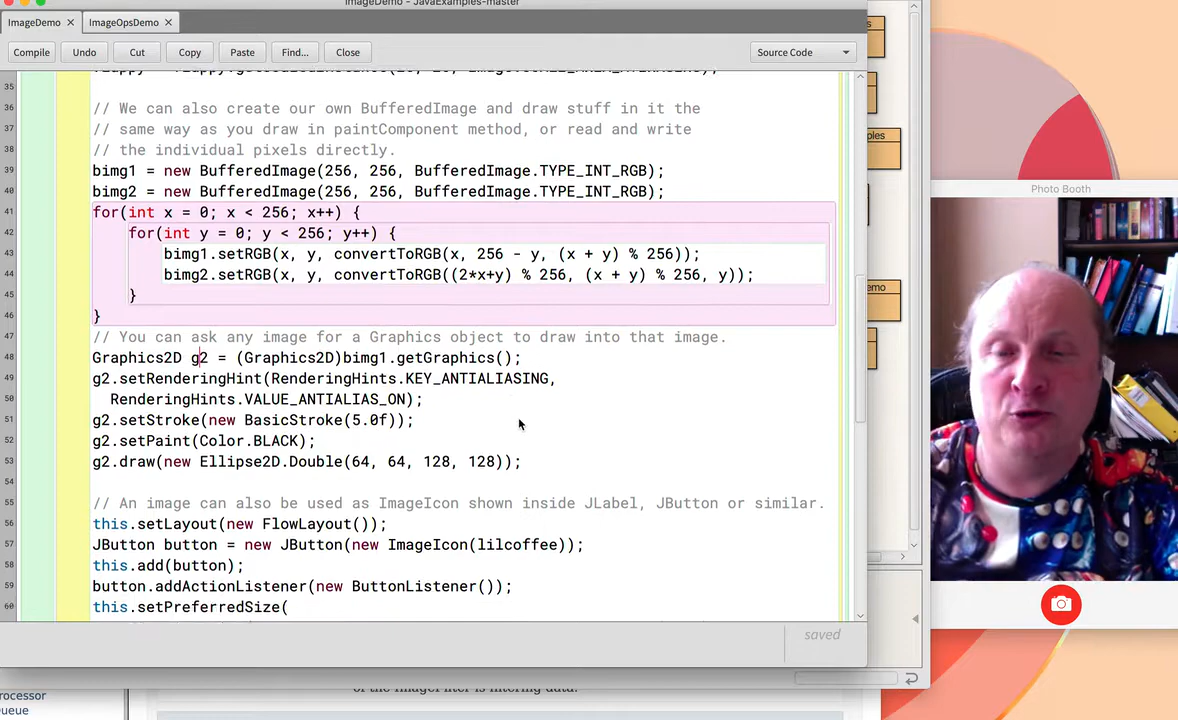 ImageDemo - JavaExamples-master
ImageDemo ✕ ImageOpsDemo ✕
Compile Undo Cut Copy Paste Find... Close Source Code
35
36 // We can also create our own BufferedImage and draw stuff in it the
37 // same way as you draw in paintComponent method, or read and write
38 // the individual pixels directly.
39 bimg1 = new BufferedImage(256, 256, BufferedImage.TYPE_INT_RGB);
40 bimg2 = new BufferedImage(256, 256, BufferedImage.TYPE_INT_RGB);
41 for(int x = 0; x < 256; x++) {
42 for(int y = 0; y < 256; y++) {
43 bimg1.setRGB(x, y, convertToRGB(x, 256 - y, (x + y) % 256));
44 bimg2.setRGB(x, y, convertToRGB((2*x+y) % 256, (x + y) % 256, y));
45 }
46 }
47 // You can ask any image for a Graphics object to draw into that image.
48 Graphics2D g2 = (Graphics2D)bimg1.getGraphics();
49 g2.setRenderingHint(RenderingHints.KEY_ANTIALIASING,
50 RenderingHints.VALUE_ANTIALIAS_ON);
51 g2.setStroke(new BasicStroke(5.0f));
52 g2.setPaint(Color.BLACK);
53 g2.draw(new Ellipse2D.Double(64, 64, 128, 128));
54
55 // An image can also be used as ImageIcon shown inside JLabel, JButton or similar.
56 this.setLayout(new FlowLayout());
57 JButton button = new JButton(new ImageIcon(lilcoffee));
58 this.add(button);
59 button.addActionListener(new ButtonListener());
60 this.setPreferredSize(
saved
Photo Booth